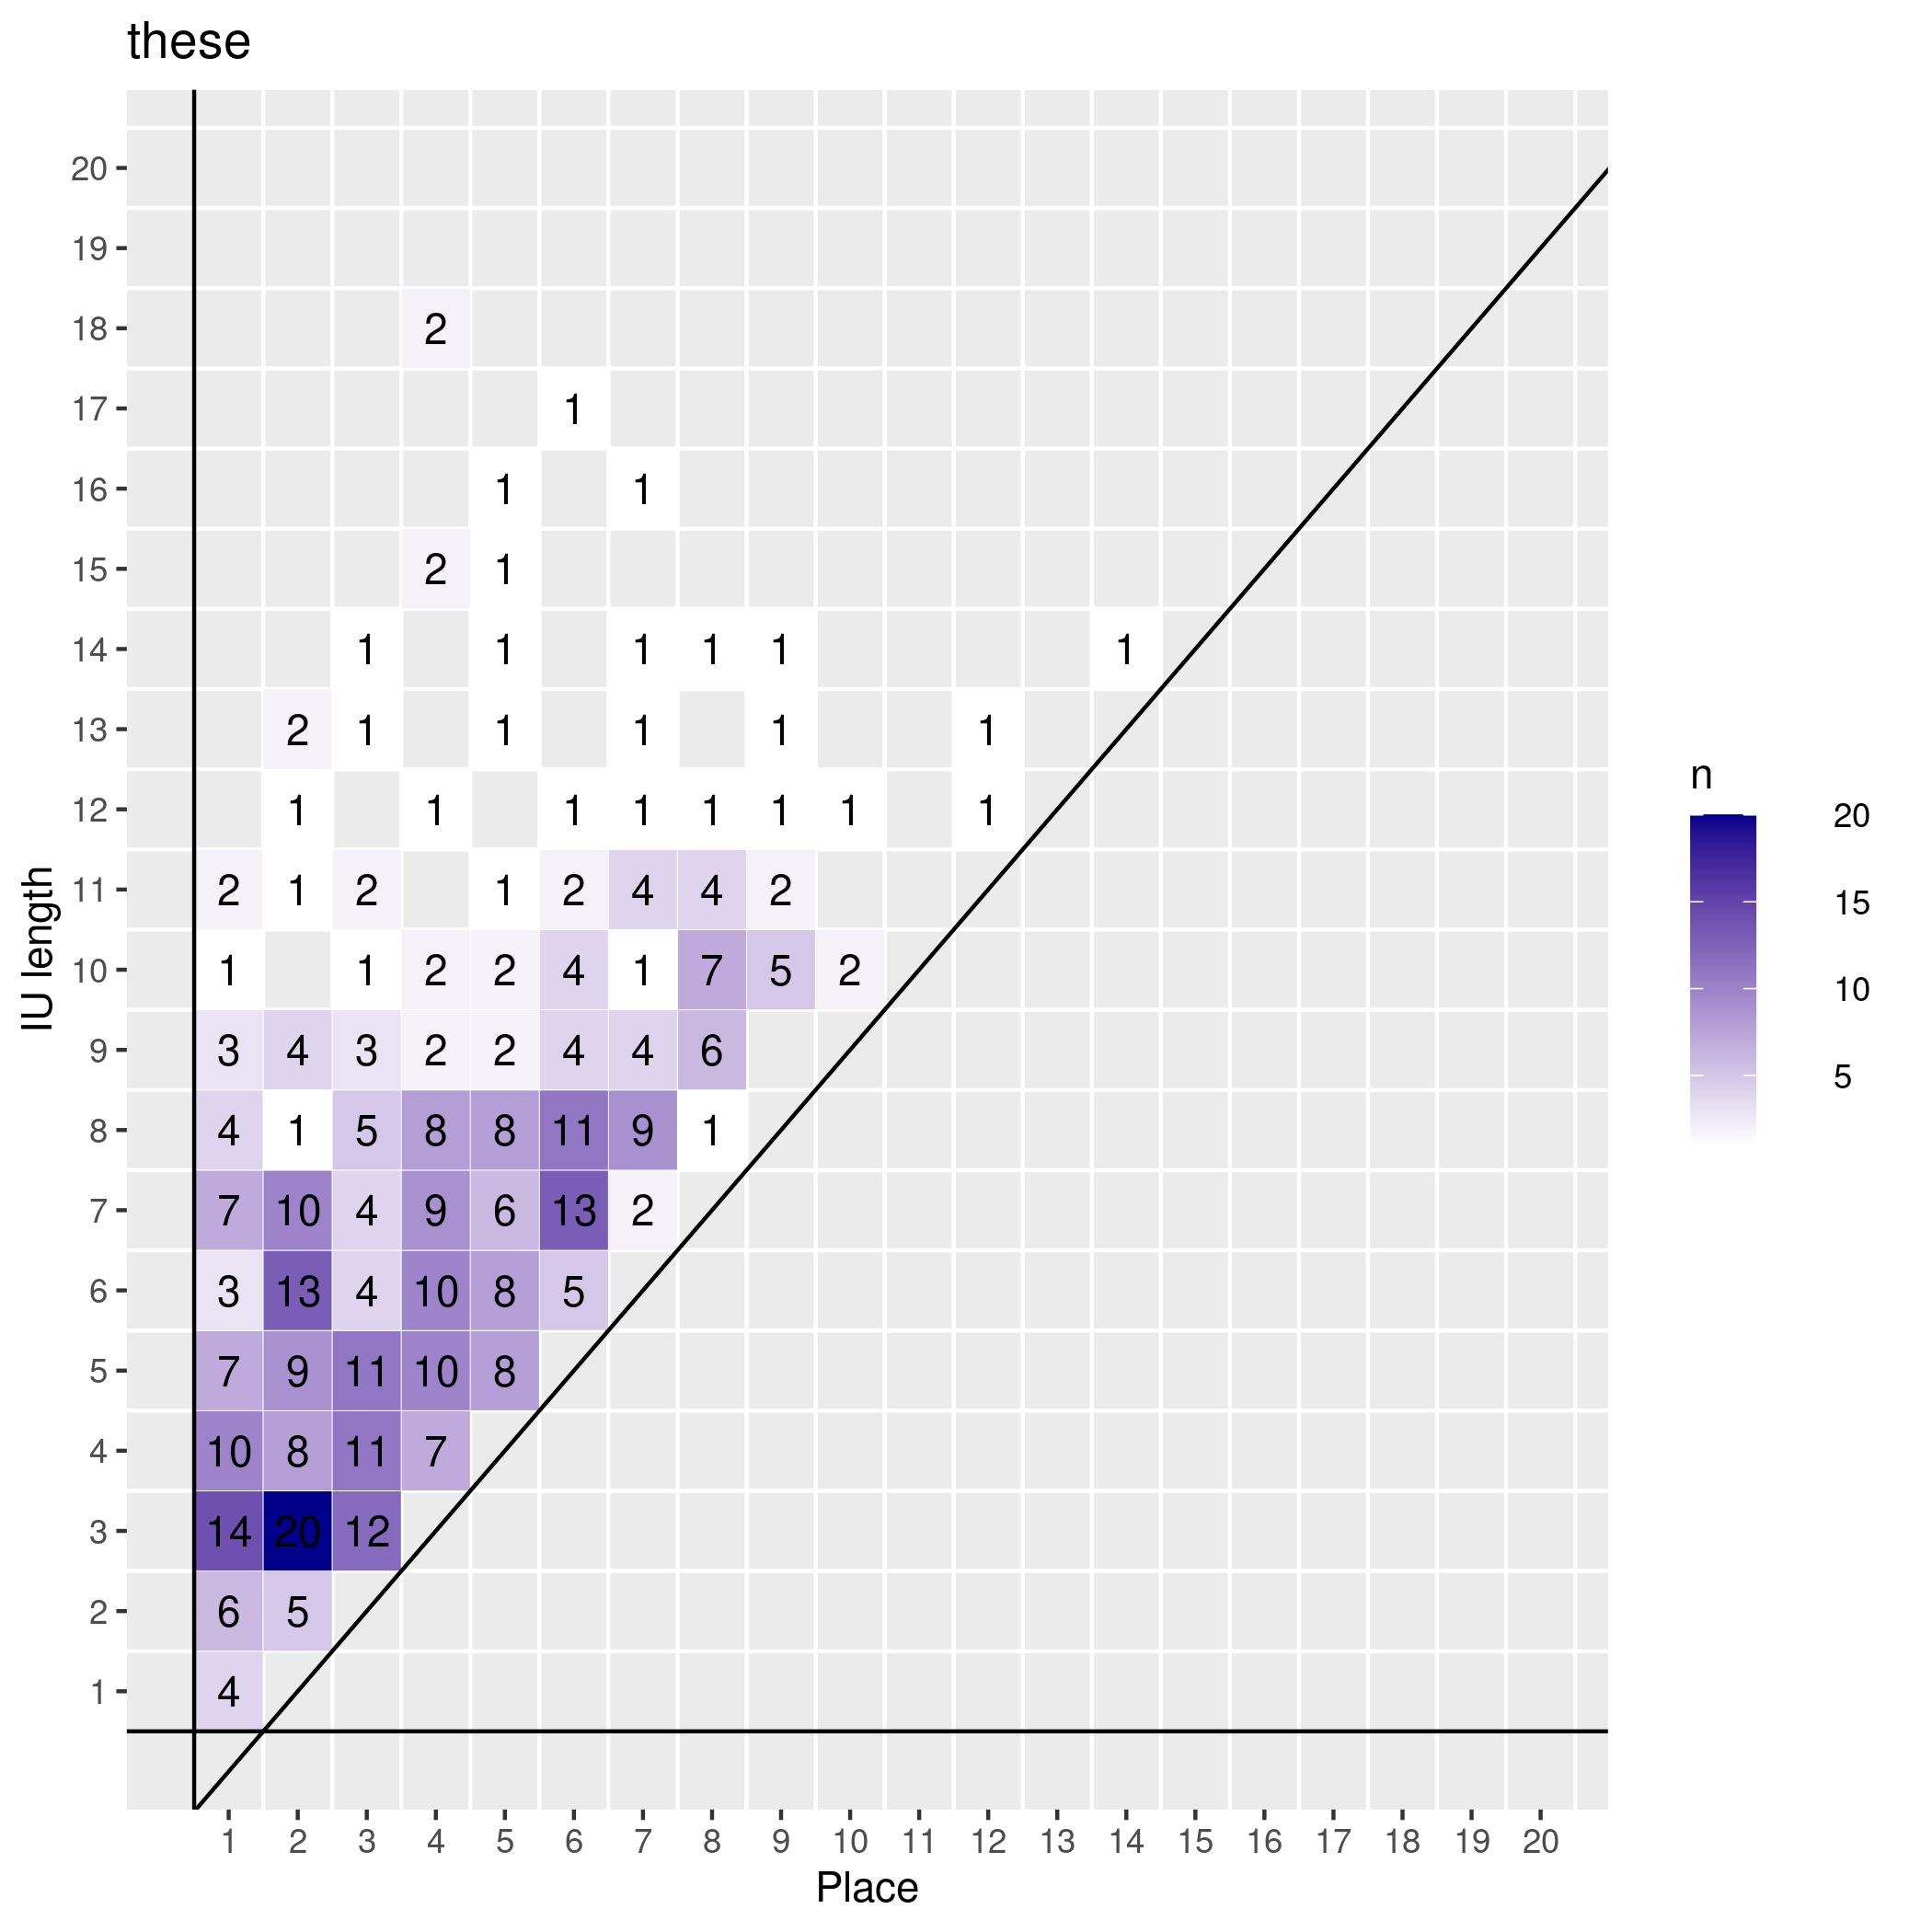 these
20
19
18 2
17 1
16 1 1
15 2 1
14 1 1 1 1 1 1
13 2 1 1 1 1 1
12 1 1 1 1 1 1 1 1
11 2 1 2 1 2 4 4 2
10 1 1 2 2 4 1 7 5 2
9 3 4 3 2 2 4 4 6
8 4 1 5 8 8 11 9 1
7 7 10 4 9 6 13 2
6 3 13 4 10 8 5
5 7 9 11 10 8
4 10 8 11 7
3 14 20 12
2 6 5
1 4
1 2 3 4 5 6 7 8 9 10 11 12 13 14 15 16 17 18 19 20
Place
IU length
n
20
15
10
5